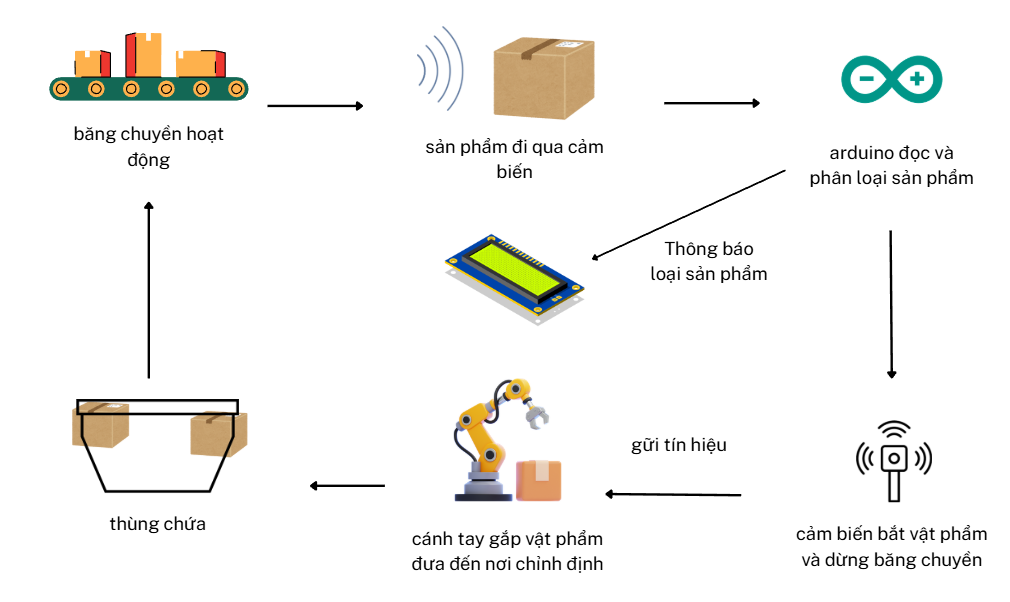 băng chuyền hoạt
động
sản phẩm đi qua cảm
biến
arduino đọc và
phân loại sản phẩm
Thông báo
loại sản phẩm
gữi tín hiệu
thùng chứa
cánh tay gắp vật phẩm
đưa đến nơi chỉnh định
cảm biến bắt vật phẩm
và dừng băng chuyền